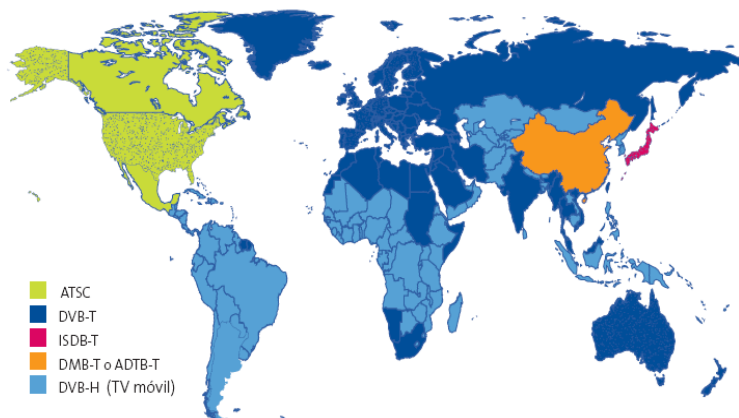 ATSC
DVB-T
ISDB-T
DMB-T o ADTB-T
DVB-H (TV móvil)